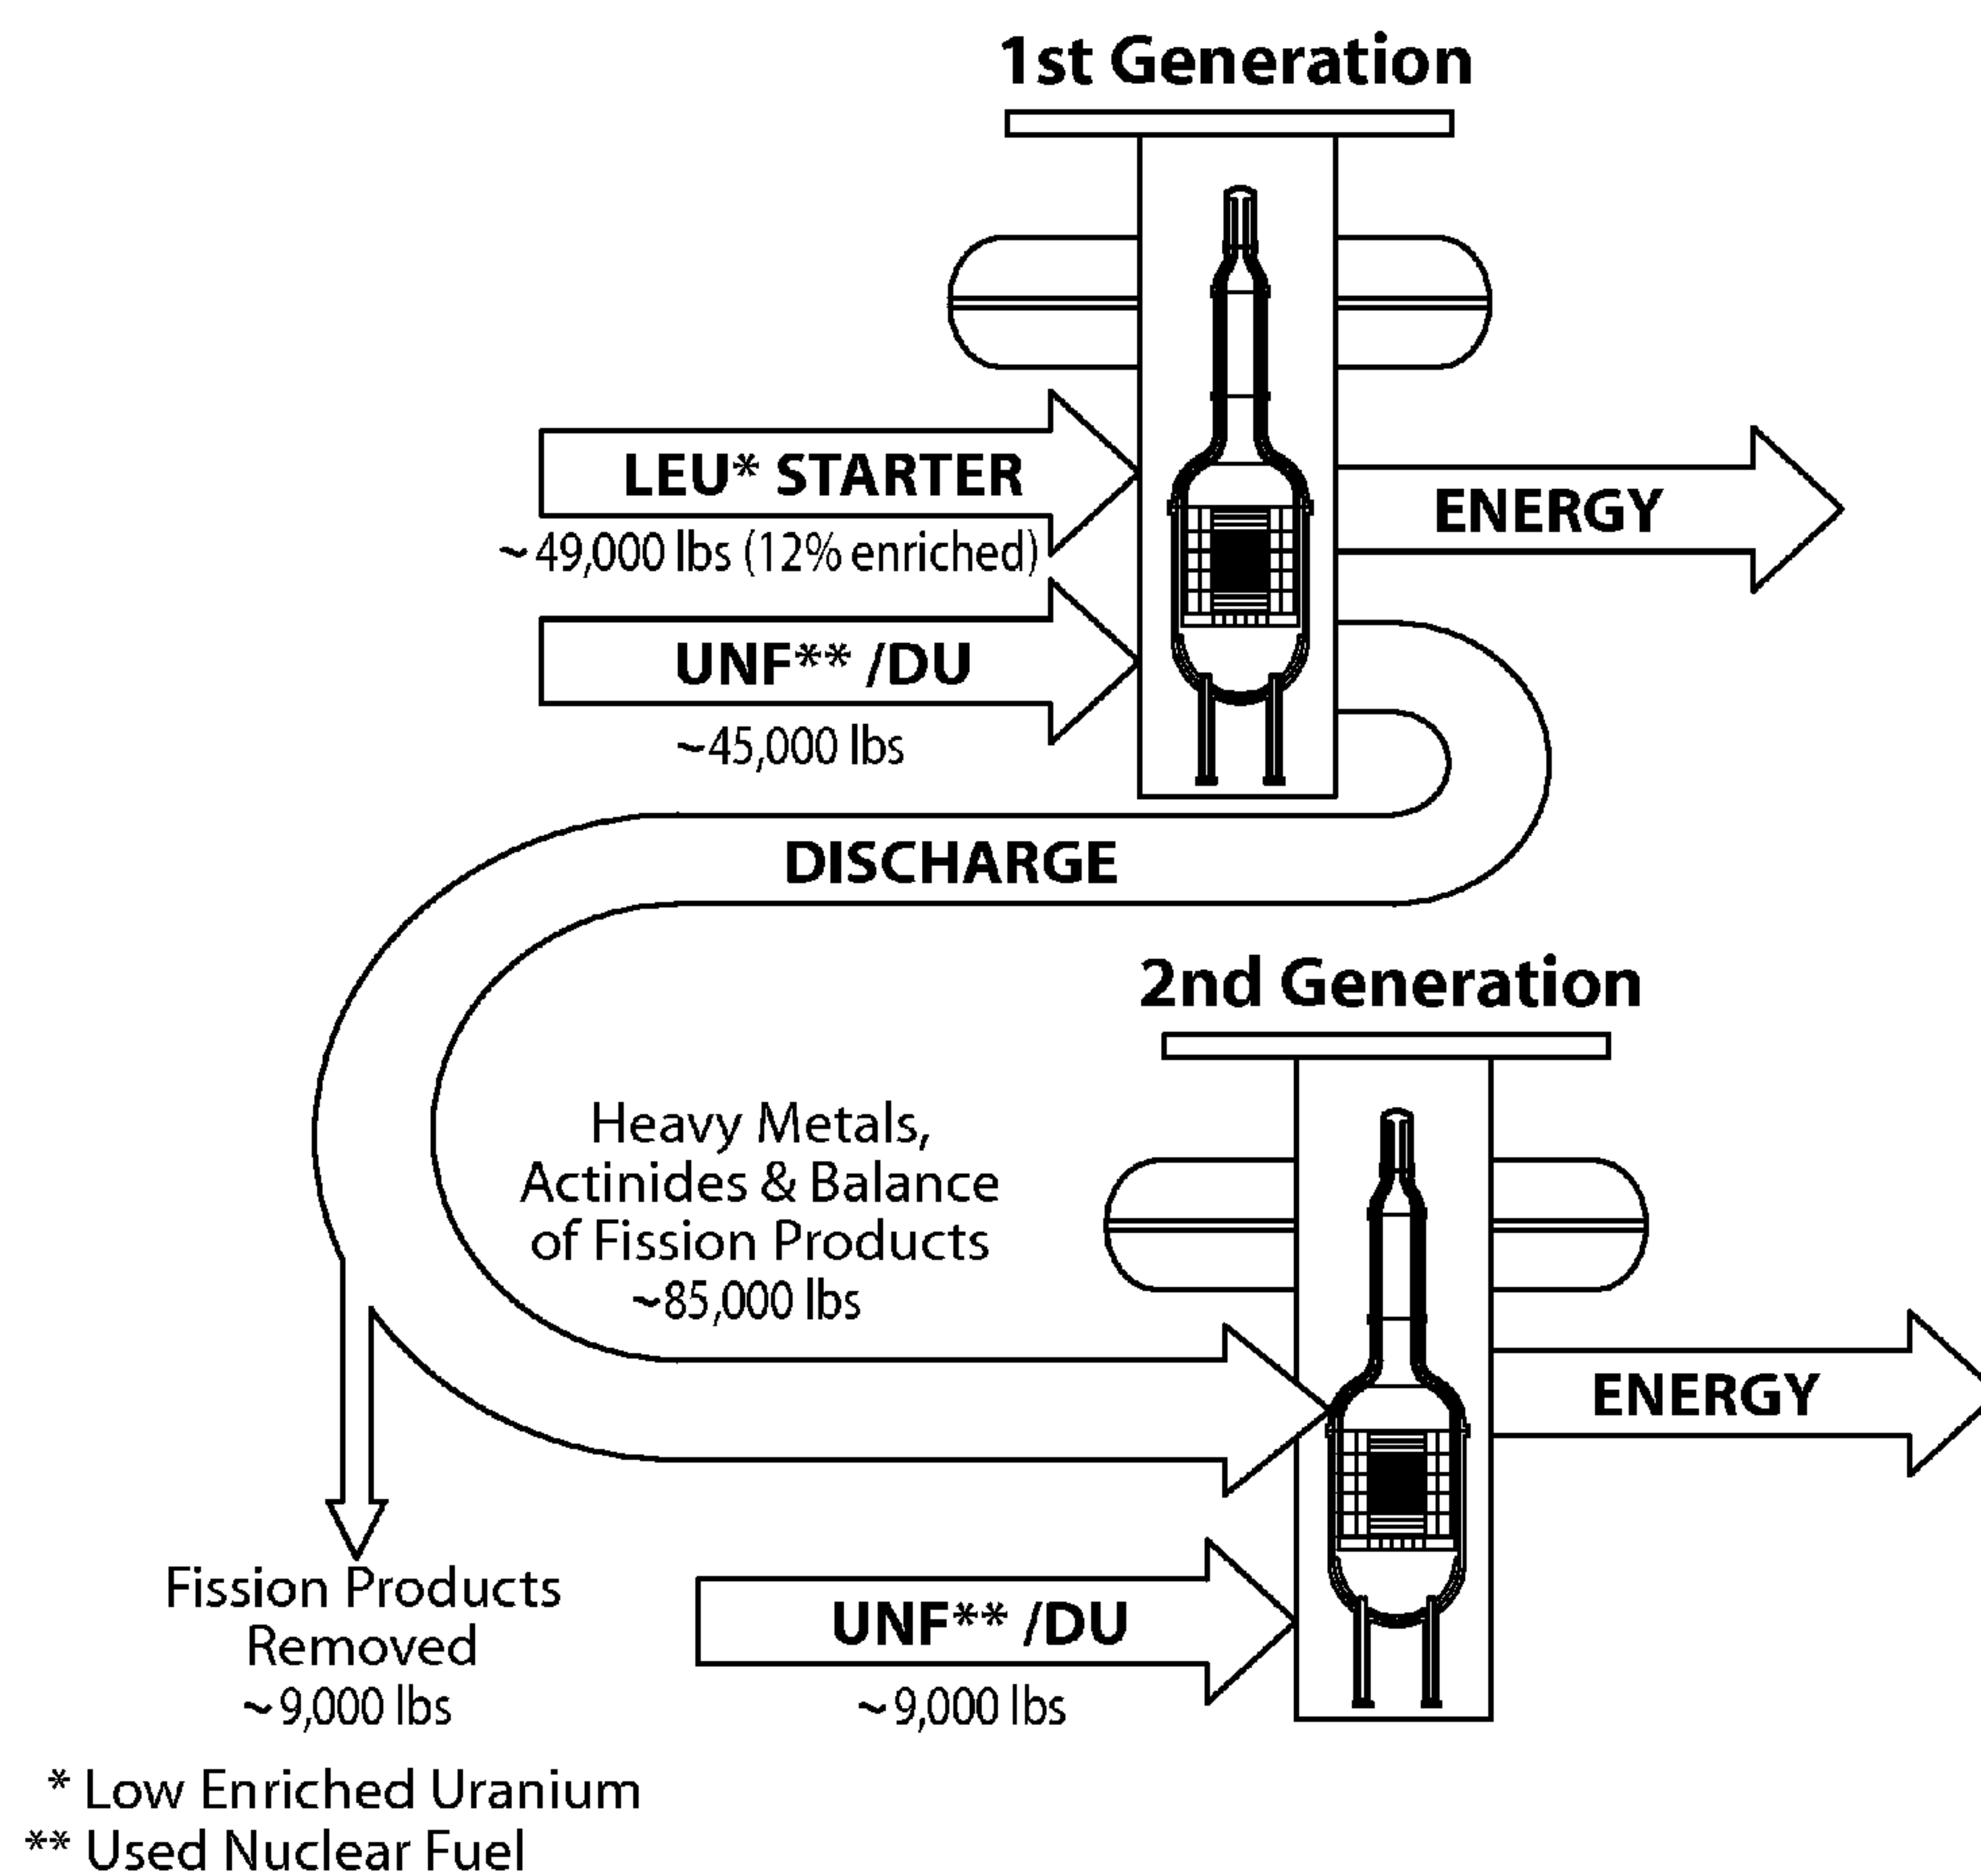 1st Generation
LEU* STARTER
~49,000 lbs (12% enriched)
ENERGY
UNF** /DU
~45,000 lbs
DISCHARGE
2nd Generation
Heavy Metals,
Actinides & Balance
of Fission Products
~85,000 lbs
ENERGY
Fission Products
Removed
~9,000 lbs
UNF** /DU
~9,000 lbs
* Low Enriched Uranium
** Used Nuclear Fuel